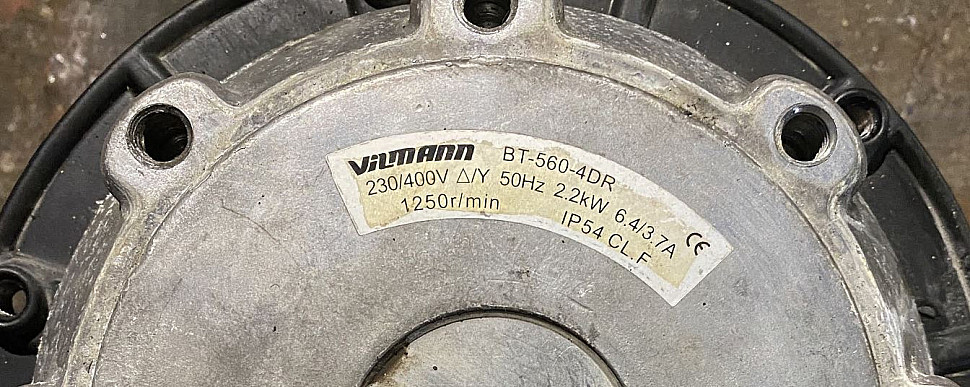 VILMANN BT-560-4DR
230/400V △/Y 50Hz 2.2kW 6.4/3.7A CE
1250r/min IP54 CL.F